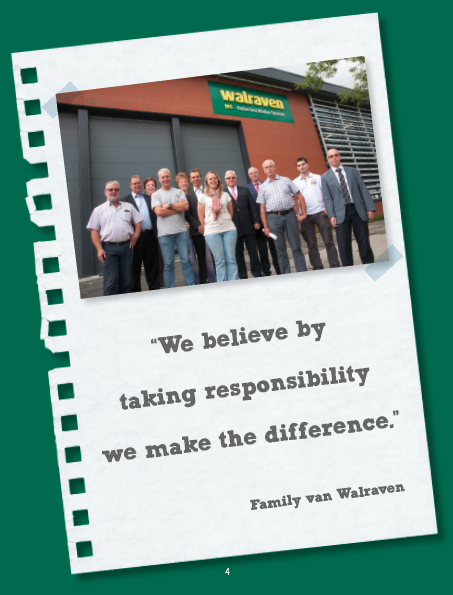 Walraven
“We believe by
taking responsibility
we make the difference.”
Family van Walraven
4